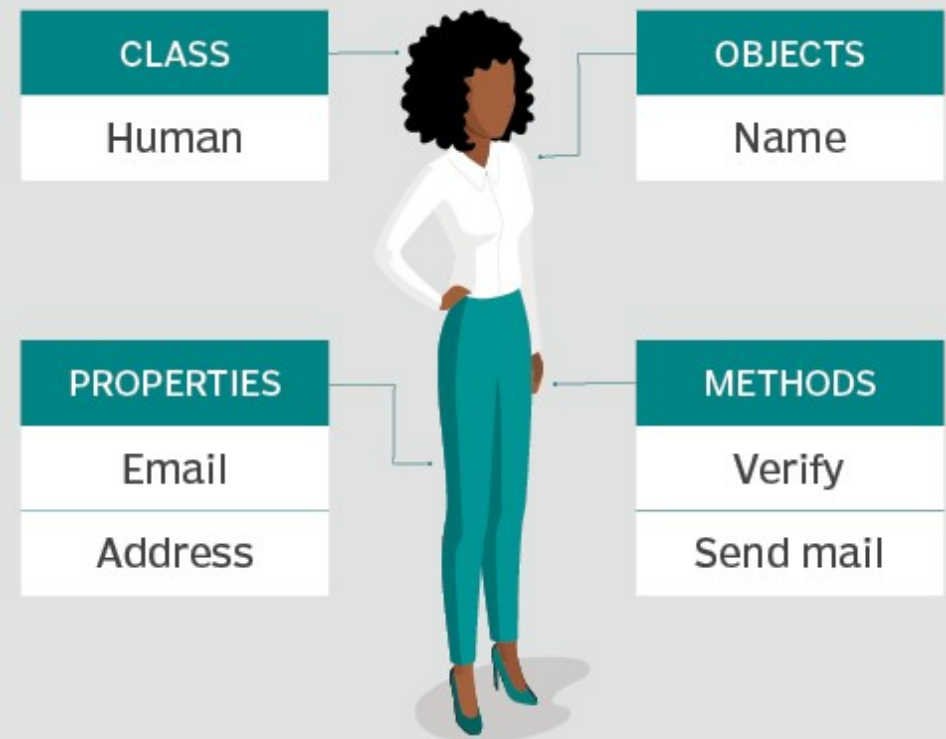 CLASS
Human
OBJECTS
Name
PROPERTIES
Email
Address
METHODS
Verify
Send mail